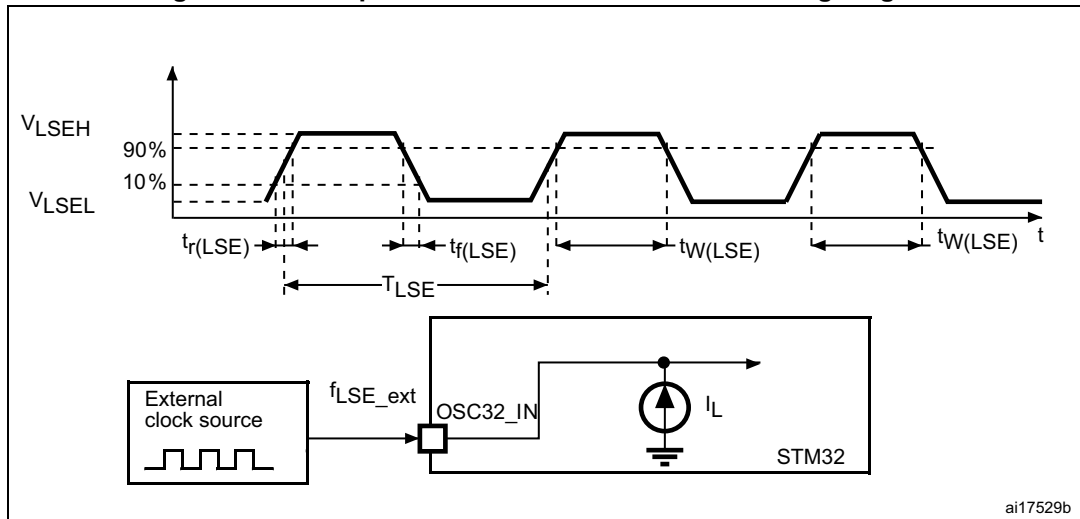 VLSEH
90%
10%
VLSEL
tr(LSE)
tf(LSE)
tW(LSE)
tW(LSE)
t
TLSE
External
clock source
fLSE_ext
OSC32_IN
IL
STM32
ai17529b